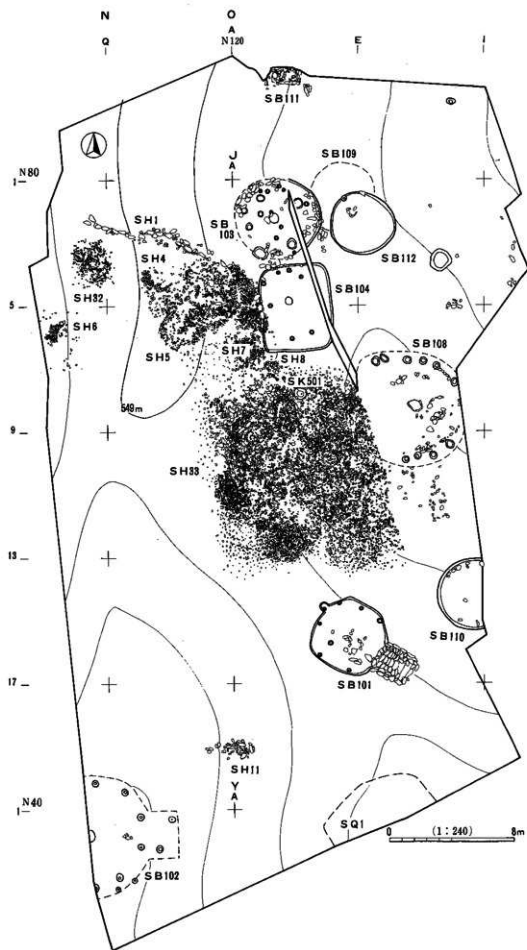 N O I
A
Q N120 E I
SB111
SB109
J
A
1 N80
SH1
SB
103
SH4
SB112
SH32
SB104
5
SH6
SH5
SH7
SH8
SB108
SK501
549m
9
SH33
13
SB110
SB101
17
SH11
Y
A
1 N40
SQ1
0 (1:240) 8m
SB102